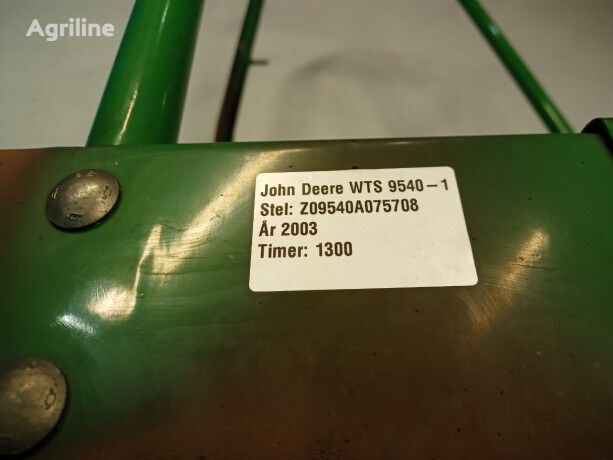 Agriline
John Deere WTS 9540-1
Stel: Z09540A075708
År 2003
Timer: 1300